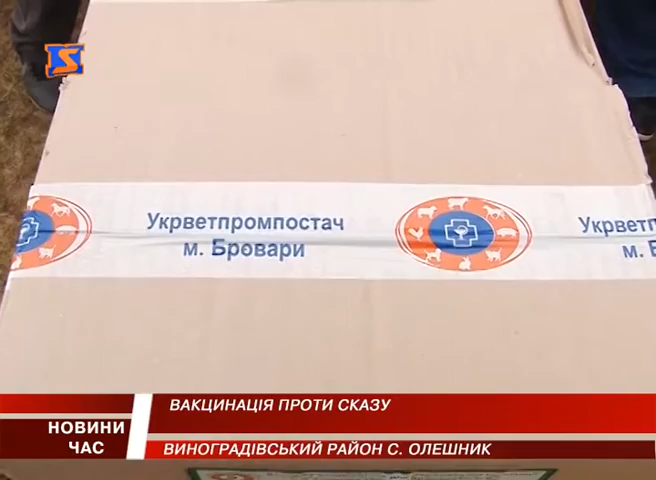 Укрветпромпостач
м. Бровари
Укрветп
м. Б
НОВИНИ
ЧАС
ВАКЦИНАЦІЯ ПРОТИ СКАЗУ
ВИНОГРАДІВСЬКИЙ РАЙОН С. ОЛЕШНИК